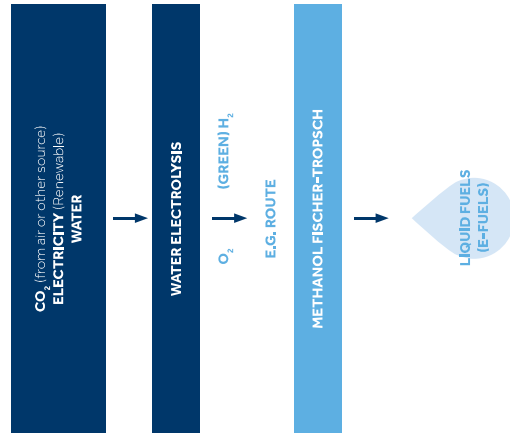 CO₂ (from air or other source)
ELECTRICITY (Renewable)
WATER
WATER ELECTROLYSIS
(GREEN) H₂
O₂
E.G. ROUTE
METHANOL FISCHER-TROPSCH
LIQUID FUELS
(E-FUELS)